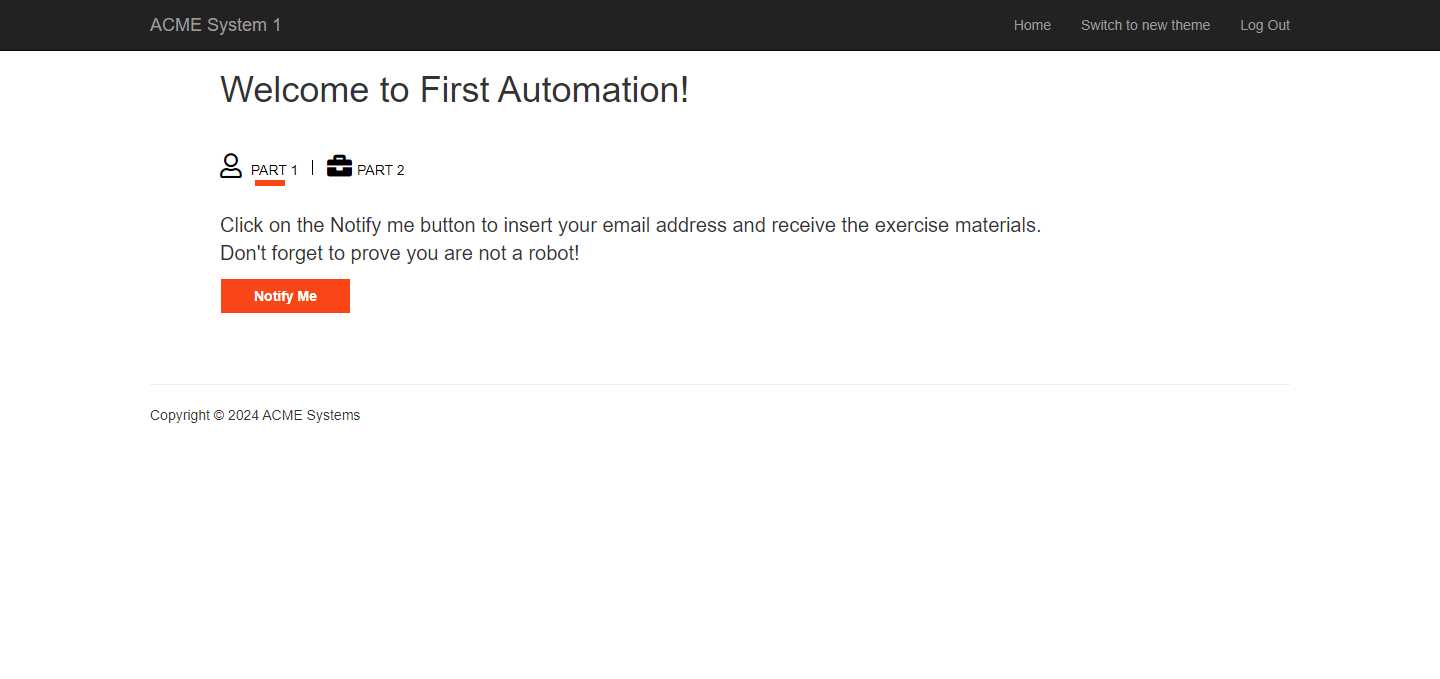 ACME System 1
Home Switch to new theme Log Out
Welcome to First Automation!
PART 1 PART 2
Click on the Notify me button to insert your email address and receive the exercise materials.
Don't forget to prove you are not a robot!
Notify Me
Copyright © 2024 ACME Systems